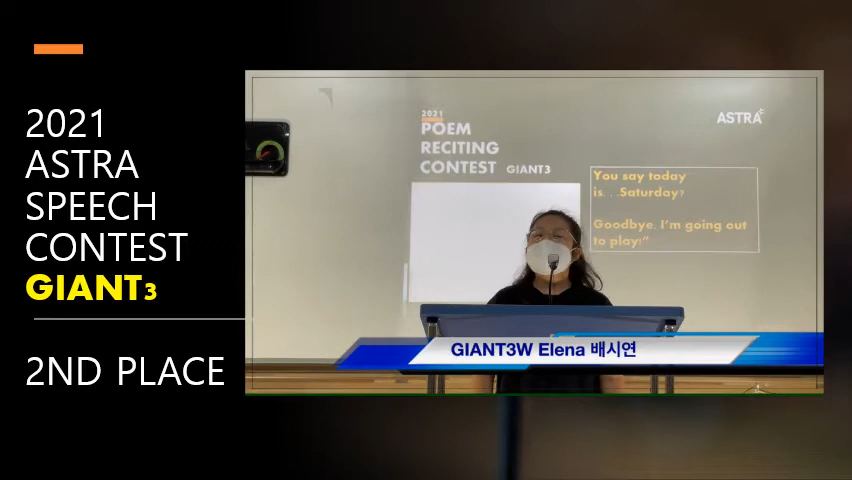 2021
ASTRA
SPEECH
CONTEST
GIANT3
2ND PLACE
2021
POEM
RECITING
CONTEST GIANT3
ASTRA
You say today
is. . .Saturday?
Goodbye. I'm going out
to play!"
GIANT3W Elena 배시연